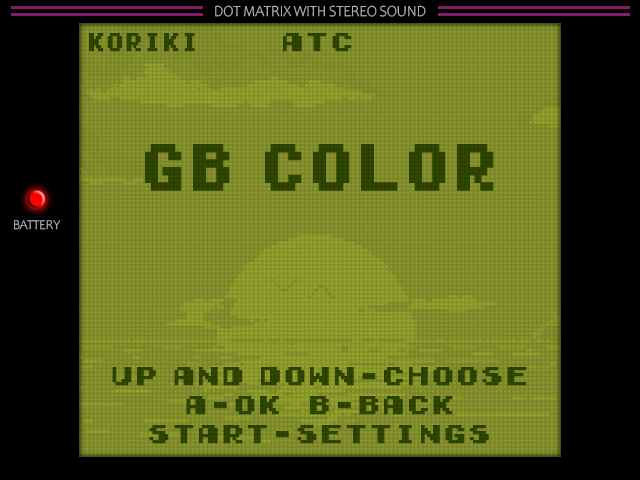 DOT MATRIX WITH STEREO SOUND
KORIKI ATC
GB COLOR
BATTERY
UP AND DOWN-CHOOSE
A-OK B-BACK
START-SETTINGS